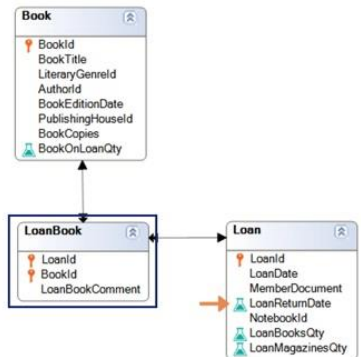 Book
BookId
BookTitle
LiteraryGenreId
AuthorId
BookEditionDate
PublishingHouseId
BookCopies
BookOnLoanQty
LoanBook
LoanId
BookId
LoanBookComment
Loan
LoanId
LoanDate
MemberDocument
LoanReturnDate
NotebookId
LoanBooksQty
LoanMagazinesQty